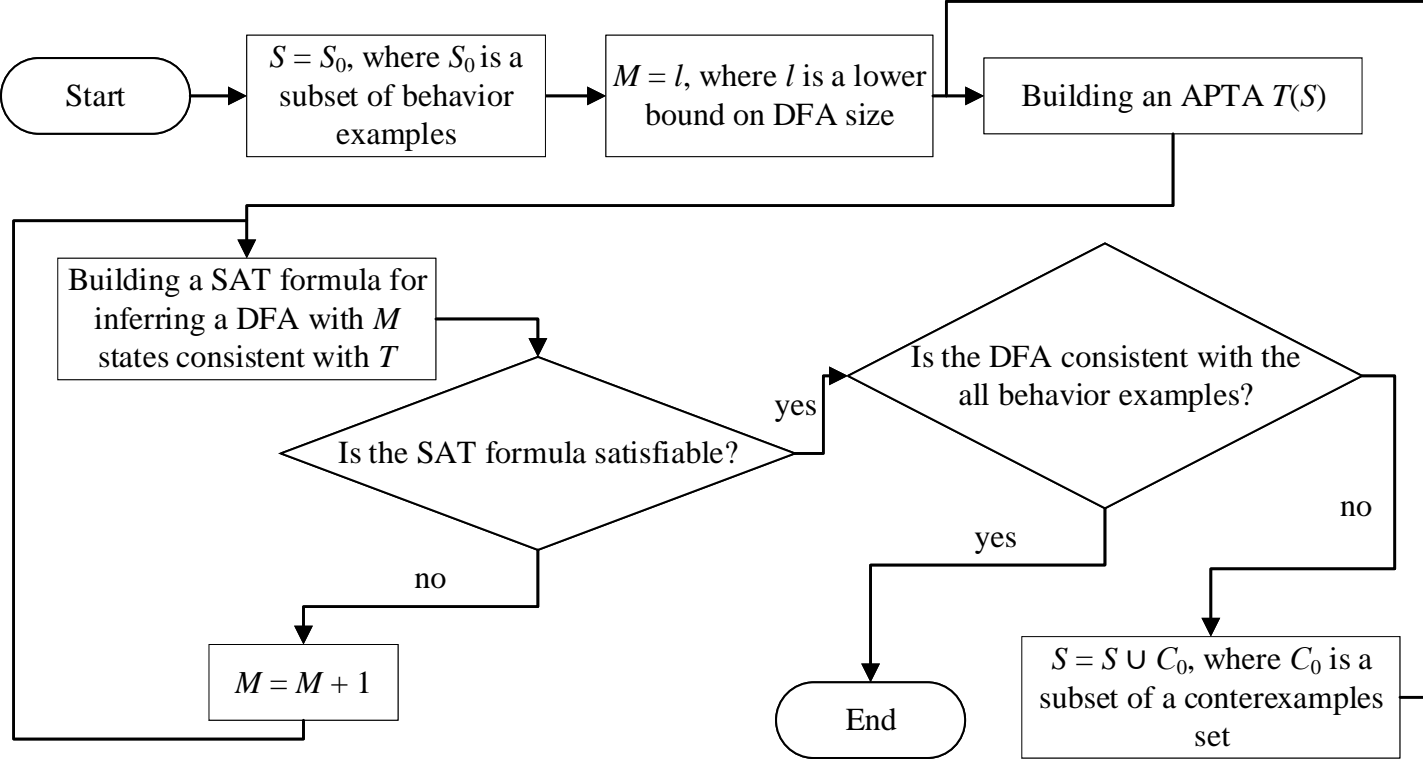 Start
S = S₀, where S₀ is a
subset of behavior
examples
M = l, where l is a lower
bound on DFA size
Building an APTA T(S)
Building a SAT formula for
inferring a DFA with M
states consistent with T
Is the SAT formula satisfiable?
yes
Is the DFA consistent with the
all behavior examples?
no
yes
no
M = M + 1
End
S = S ∪ C₀, where C₀ is a
subset of a conterexamples
set